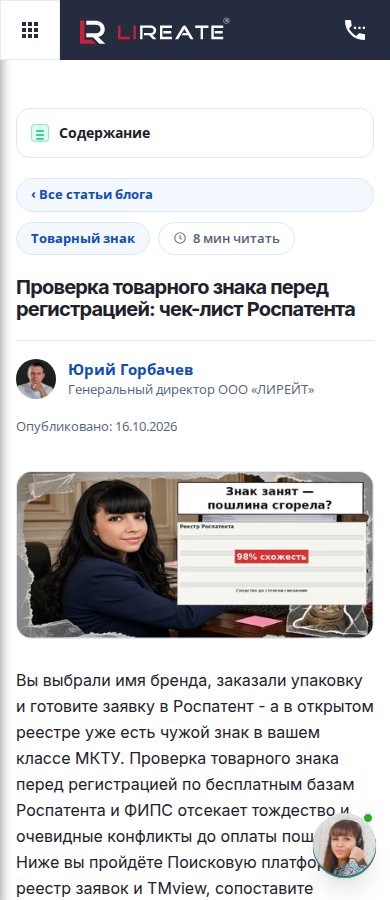 LIREATE®
Содержание
‹ Все статьи блога
Товарный знак
8 мин читать
Проверка товарного знака перед
регистрацией: чек-лист Роспатента
Юрий Горбачев
Генеральный директор ООО «ЛИРЕЙТ»
Опубликовано: 16.10.2026
Знак занят —
пошлина сгорела?
Реестр Роспатента
98% схожесть
Сходство до степени смешения
Вы выбрали имя бренда, заказали упаковку
и готовите заявку в Роспатент - а в открытом
реестре уже есть чужой знак в вашем
классе МКТУ. Проверка товарного знака
перед регистрацией по бесплатным базам
Роспатента и ФИПС отсекает тождество и
очевидные конфликты до оплаты
Ниже вы пройдёте Поисковую
реестр заявок и TMview, сопоставите